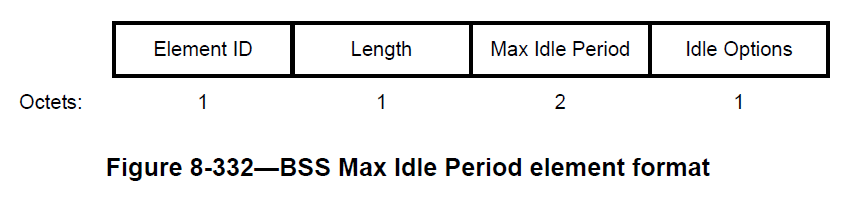 Element ID Length Max Idle Period Idle Options
Octets: 1 1 2 1
Figure 8-332—BSS Max Idle Period element format